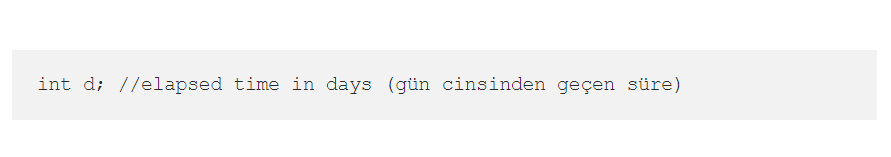 int d; //elapsed time in days (gün cinsinden geçen süre)